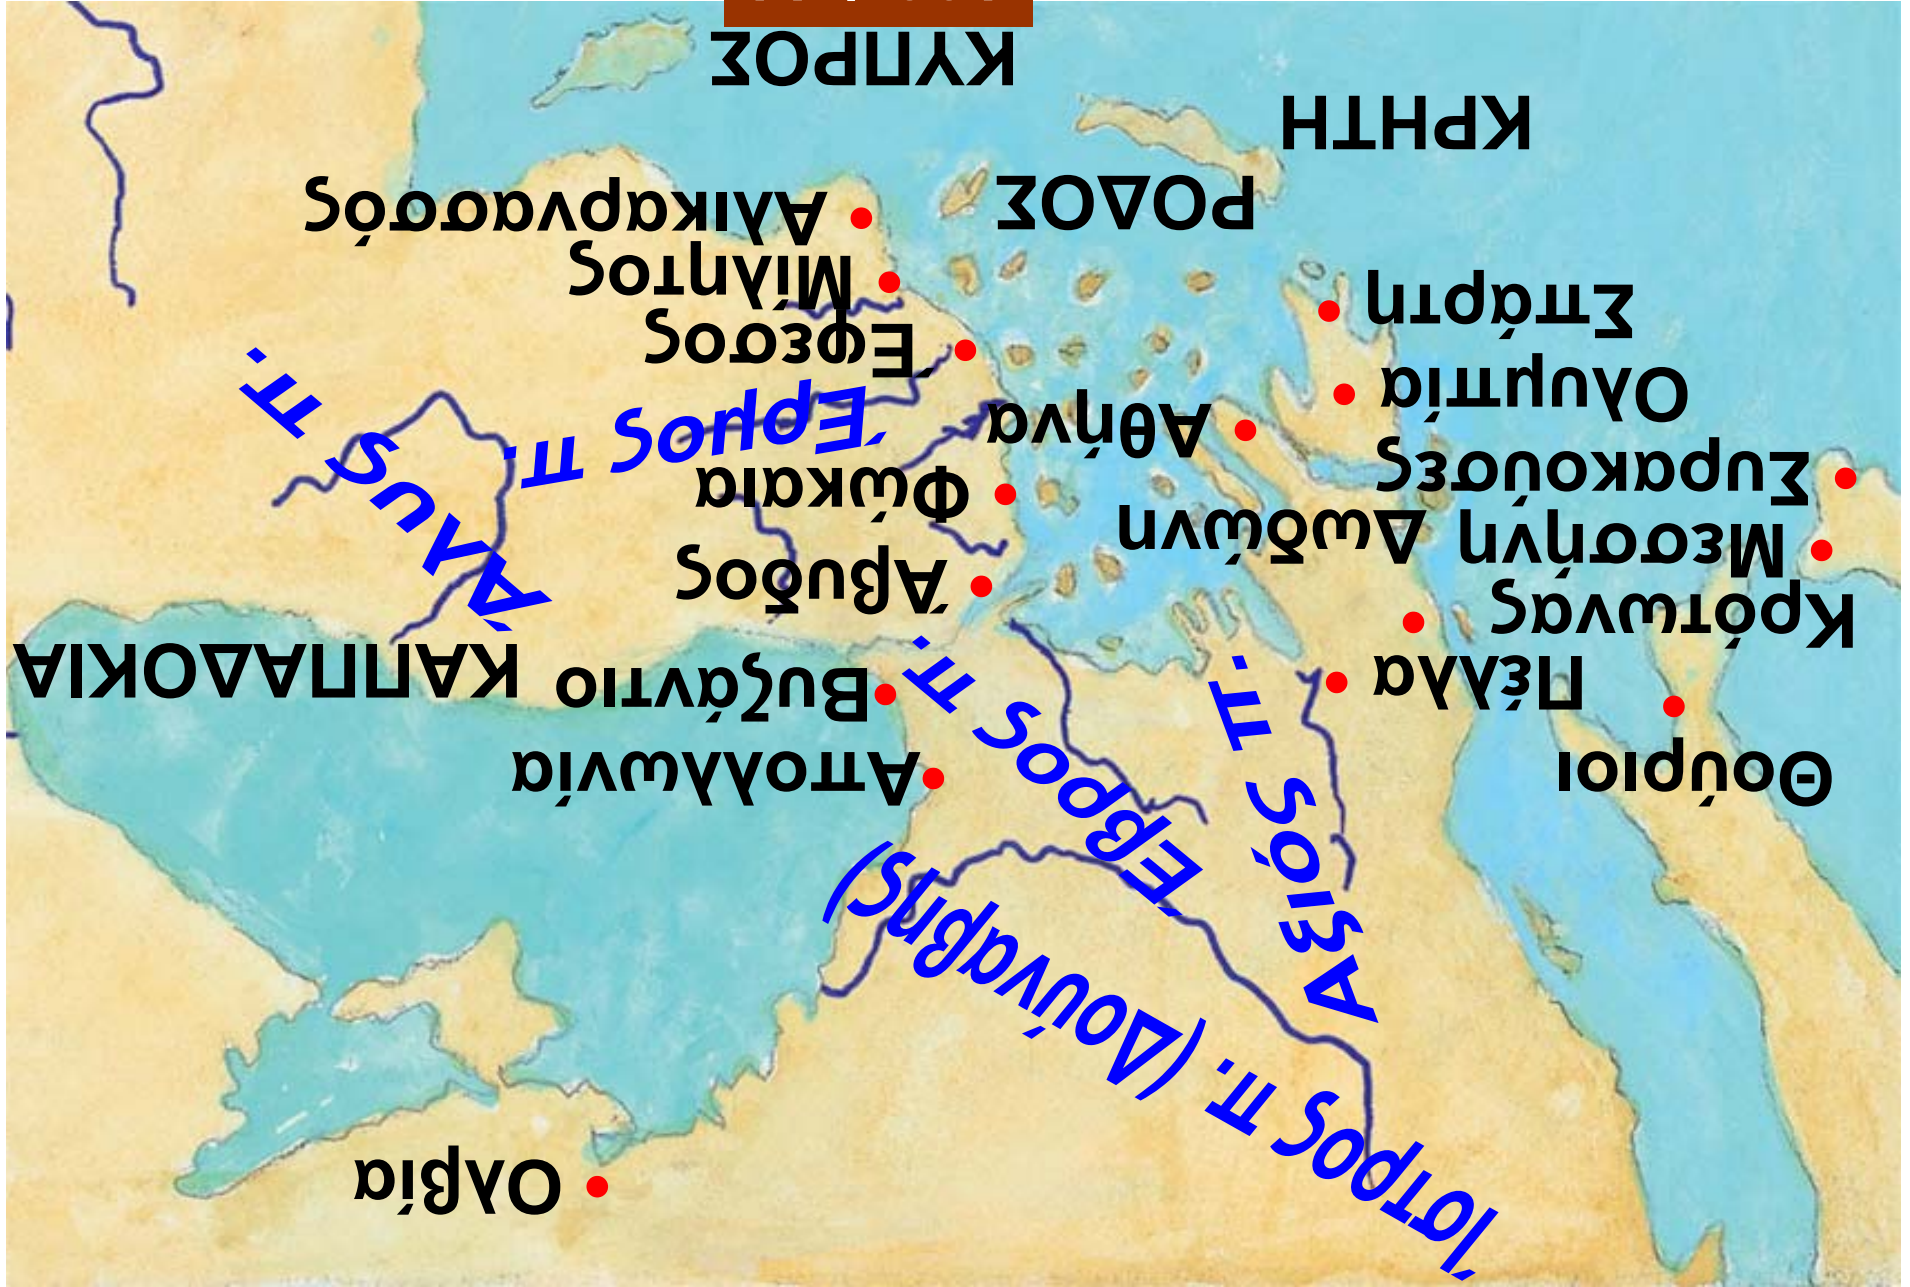 Ολβία
Ίστρος π. (Δούναβης)
Αξιός π.
Έβρος π.
Θούριοι
Απολλωνία
Πέλλα
Βυζάντιο
ΚΑΠΠΑΔΟΚΙΑ
Κρότωνας
Άβυδος
Άλυς π.
Μεσσήνη
Δωδώνη
Συρακούσες
Φώκαια
Έρμος π.
Αθήνα
Ολυμπία
Έφεσος
Σπάρτη
Μίλητος
Αλικαρνασσός
ΡΟΔΟΣ
ΚΡΗΤΗ
ΚΥΠΡΟΣ